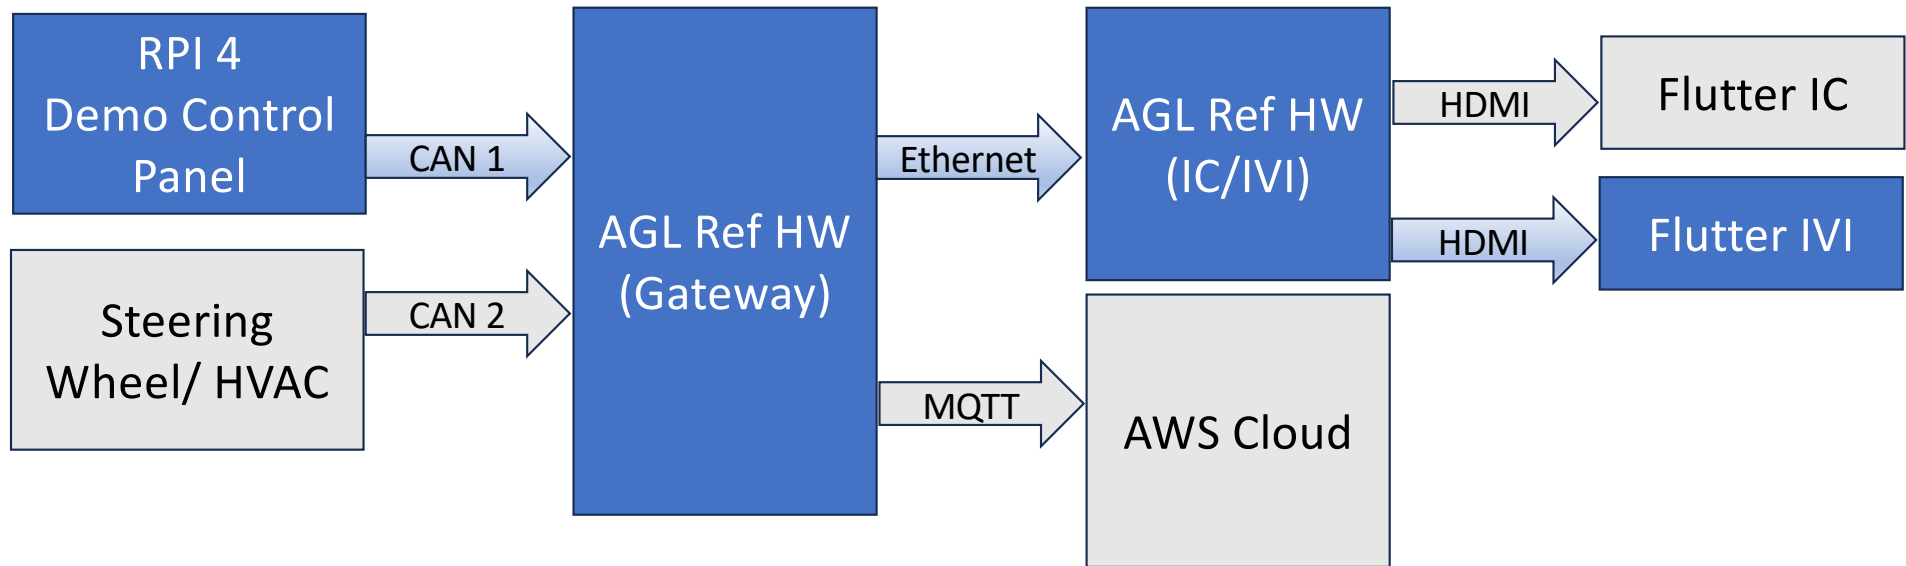 RPI 4
Demo Control
Panel
CAN 1
Steering
Wheel/ HVAC
CAN 2
AGL Ref HW
(Gateway)
Ethernet
MQTT
AGL Ref HW
(IC/IVI)
AWS Cloud
HDMI
Flutter IC
HDMI
Flutter IVI